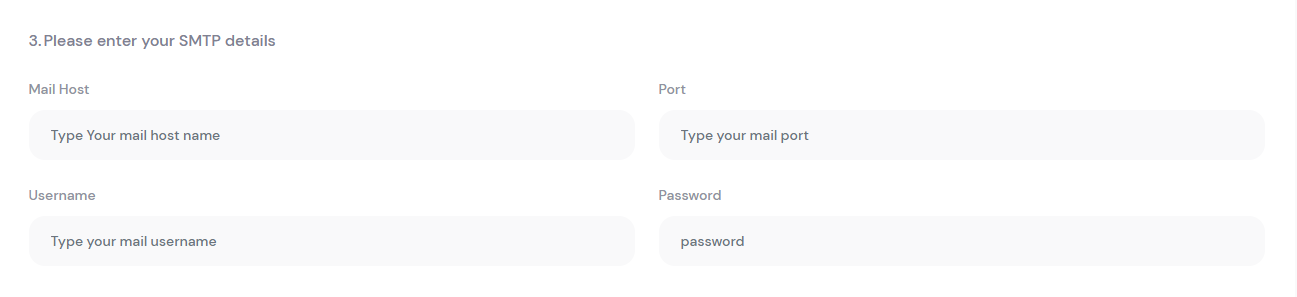 3. Please enter your SMTP details
Mail Host
Port
Type Your mail host name
Type your mail port
Username
Password
Type your mail username
password